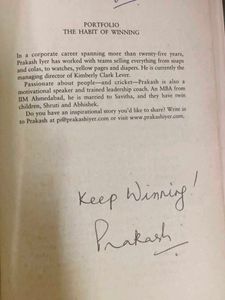 PORTFOLIO
THE HABIT OF WINNING
In a corporate career spanning more than twenty-five years,
Prakash Iyer has worked with teams selling everything from soaps
and colas, to watches, yellow pages and diapers. He is currently the
managing director of Kimberly Clark Lever.
Passionate about people—and cricket—Prakash is also a
motivational speaker and trained leadership coach. An MBA from
IIM Ahmedabad, he is married to Savitha, and they have twin
children, Shruti and Abhishek.
Do you have an inspirational story you'd like to share? Write in
to Prakash at pi@prakashiyer.com or visit www.prakashiyer.com.
Keep Winning!
Prakash